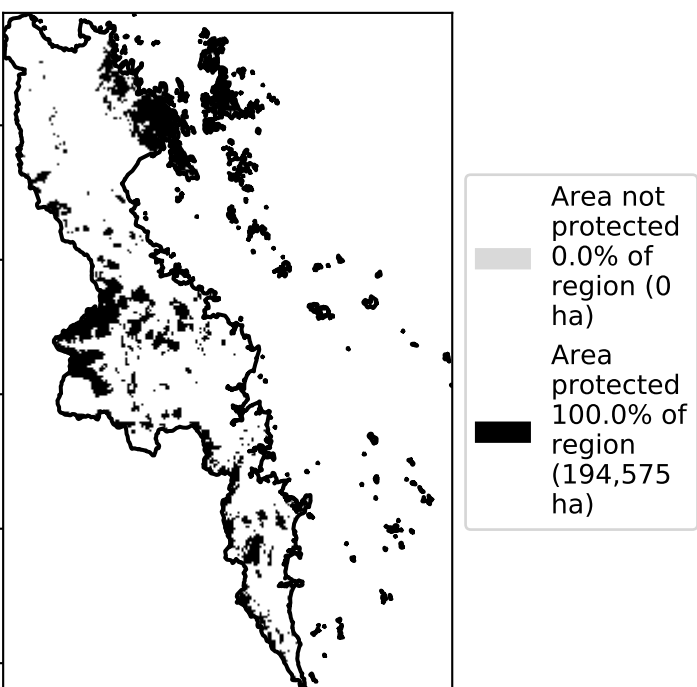 Area not
protected
0.0% of
region (0
ha)
Area
protected
100.0% of
region
(194,575
ha)